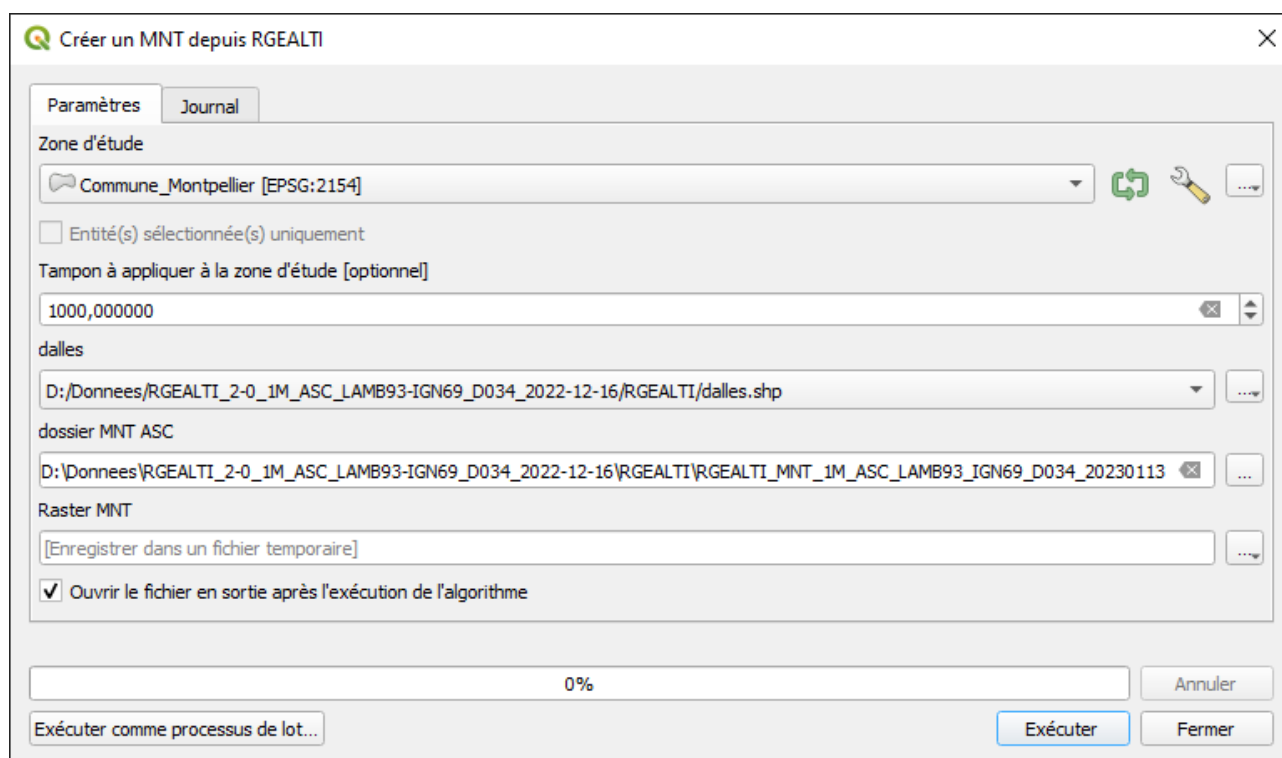 Créer un MNT depuis RGEALTI
Paramètres Journal
Zone d'étude
Commune_Montpellier [EPSG:2154]
...
Entité(s) sélectionnée(s) uniquement
Tampon à appliquer à la zone d'étude [optionnel]
1000,000000
dalles
D:/Donnees/RGEALTI_2-0_1M_ASC_LAMB93-IGN69_D034_2022-12-16/RGEALTI/dalles.shp
...
dossier MNT ASC
D:\Donnees\RGEALTI_2-0_1M_ASC_LAMB93-IGN69_D034_2022-12-16\RGEALTI\RGEALTI_MNT_1M_ASC_LAMB93_IGN69_D034_20230113
...
Raster MNT
[Enregistrer dans un fichier temporaire]
...
Ouvrir le fichier en sortie après l'exécution de l'algorithme
0% Annuler
Exécuter comme processus de lot... Exécuter Fermer